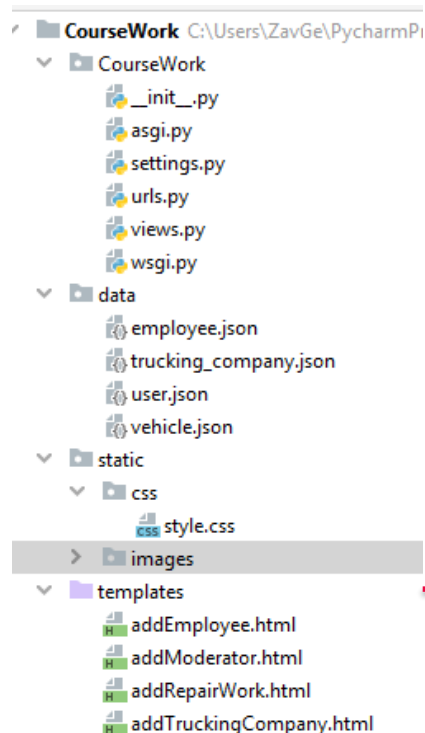 CourseWork C:\Users\ZavGe\PycharmPr
CourseWork
__init__.py
asgi.py
settings.py
urls.py
views.py
wsgi.py
data
employee.json
trucking_company.json
user.json
vehicle.json
static
css
style.css
images
templates
addEmployee.html
addModerator.html
addRepairWork.html
addTruckingCompany.html